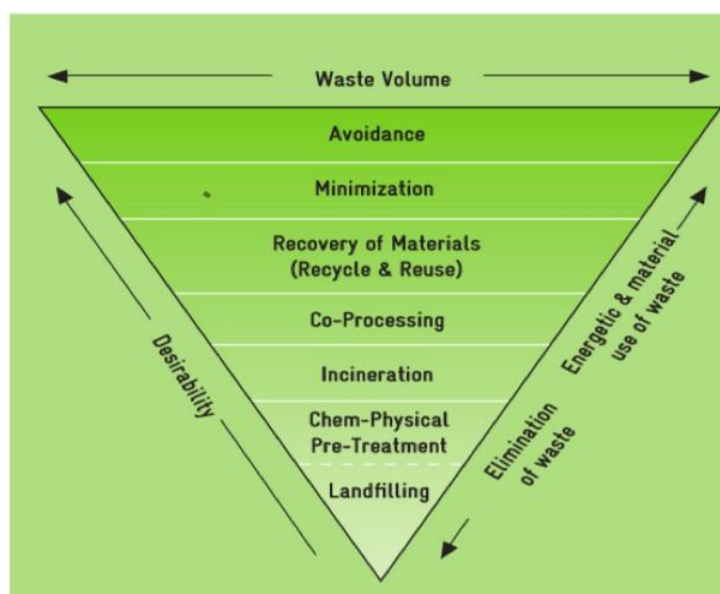 Waste Volume
Avoidance
Minimization
Recovery of Materials
(Recycle & Reuse)
Co-Processing
Incineration
Chem-Physical
Pre-Treatment
Landfilling
Desirability
Energetic & material
use of waste
Elimination
of waste